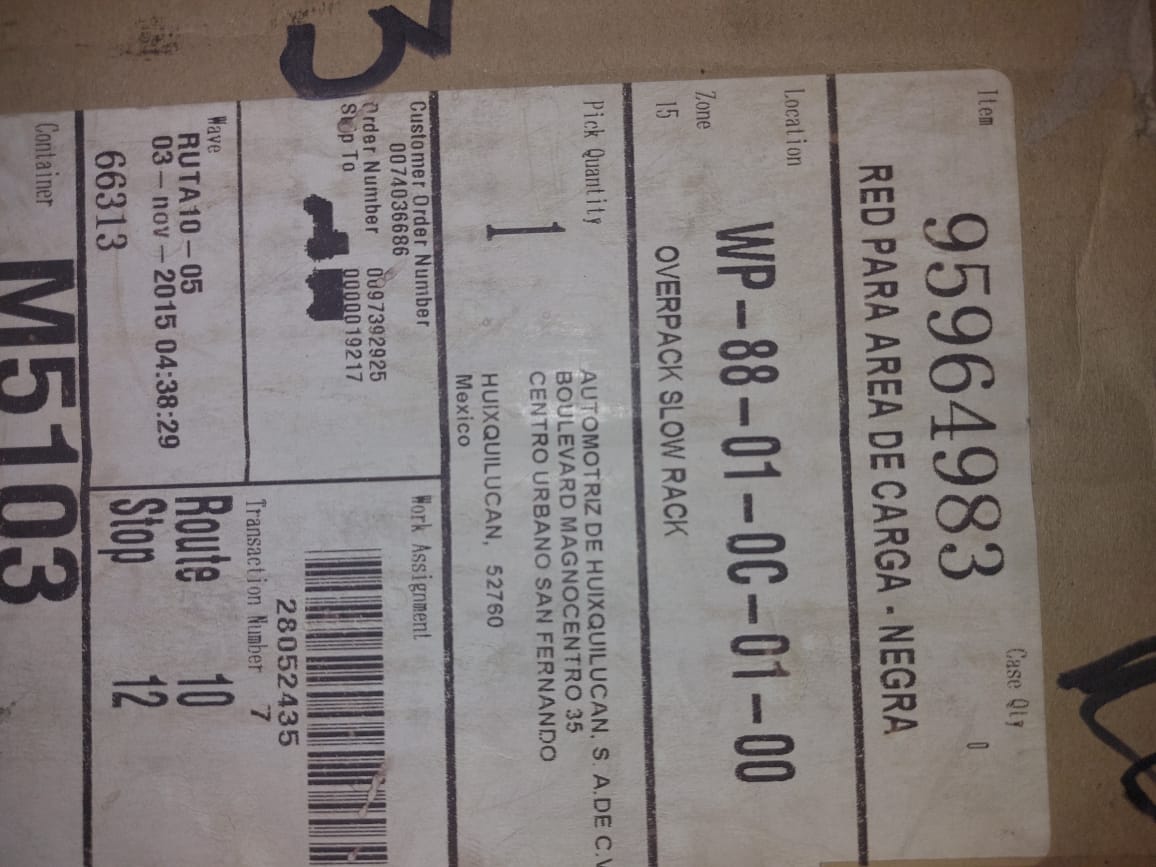 3
Item
Case Qty
95964983
0
RED PARA AREA DE CARGA - NEGRA
Location
WP-88-01-0C-01-00
Zone
15
OVERPACK SLOW RACK
Pick Quantity
1
AUTOMOTRIZ DE HUIXQUILUCAN, S. A.DE C.V
BOULEVARD MAGNOCENTRO 35
CENTRO URBANO SAN FERNANDO
HUIXQUILUCAN, 52760
Mexico
Customer Order Number
0074036686
Order Number 0097392925
Ship To 0000019217
Work Assignment
28052435
Transaction Number
7
Wave
RUTA10-05
03-nov-2015 04:38:29
66313
Route 10
Stop 12
Container
M5103